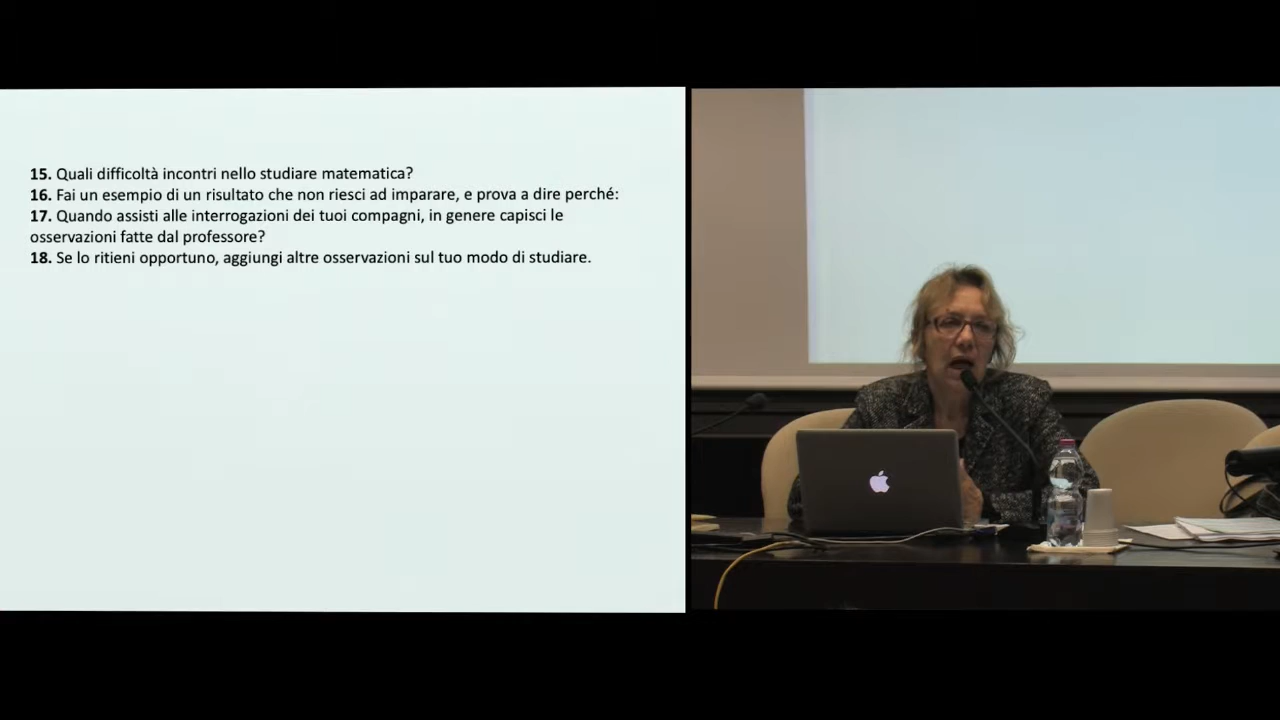 15. Quali difficoltà incontri nello studiare matematica?
16. Fai un esempio di un risultato che non riesci ad imparare, e prova a dire perché:
17. Quando assisti alle interrogazioni dei tuoi compagni, in genere capisci le
osservazioni fatte dal professore?
18. Se lo ritieni opportuno, aggiungi altre osservazioni sul tuo modo di studiare.